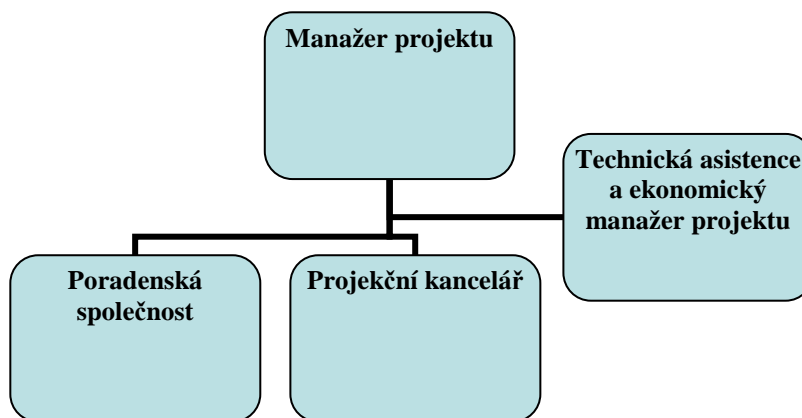 Manažer projektu
Technická asistence
a ekonomický
manažer projektu
Poradenská
společnost
Projekční kancelář